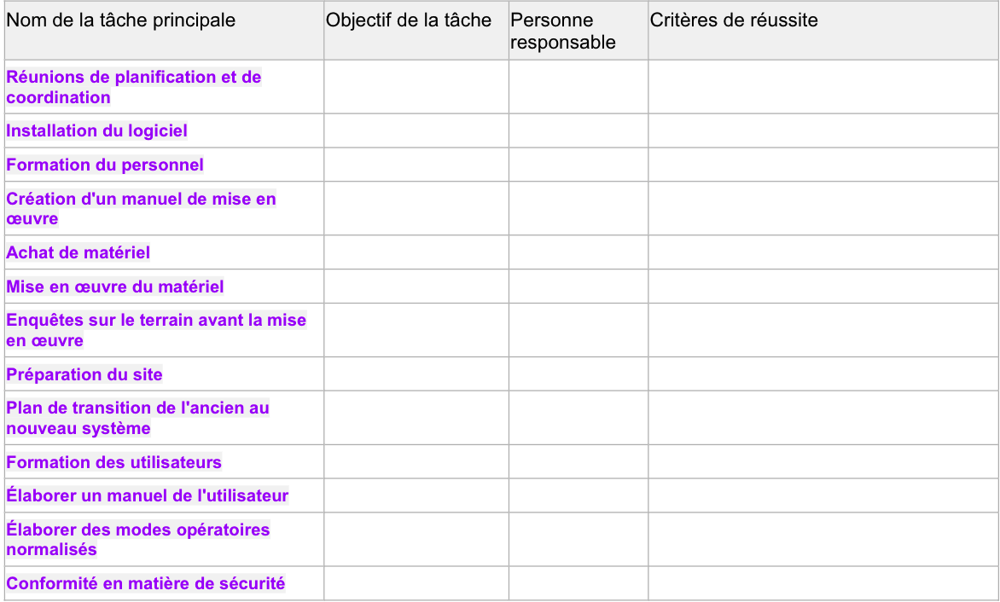 Nom de la tâche principale
Objectif de la tâche
Personne
responsable
Critères de réussite
Réunions de planification et de
coordination
Installation du logiciel
Formation du personnel
Création d'un manuel de mise en
œuvre
Achat de matériel
Mise en œuvre du matériel
Enquêtes sur le terrain avant la mise
en œuvre
Préparation du site
Plan de transition de l'ancien au
nouveau système
Formation des utilisateurs
Élaborer un manuel de l'utilisateur
Élaborer des modes opératoires
normalisés
Conformité en matière de sécurité